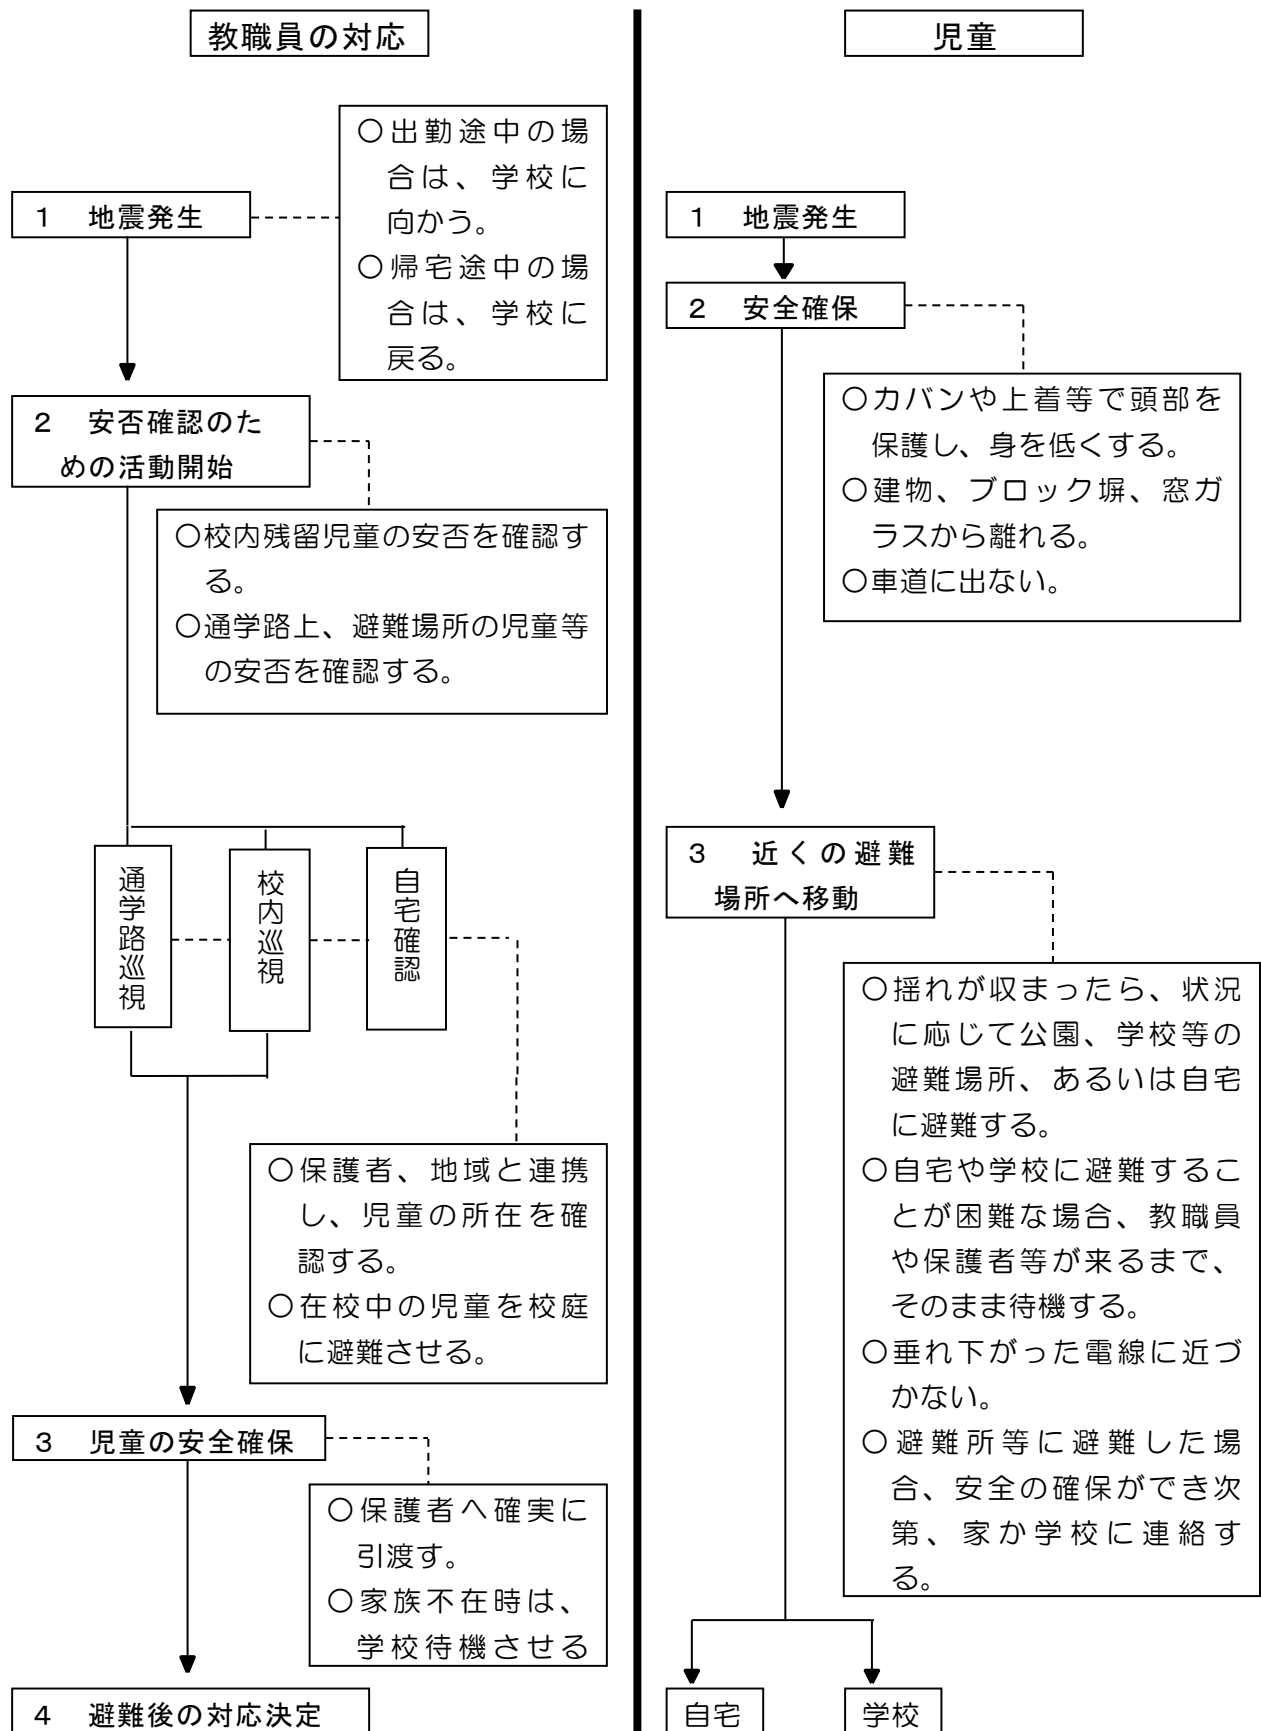 教職員の対応
○出勤途中の場
合は、学校に
向かう。
○帰宅途中の場
合は、学校に
戻る。
1 地震発生
2 安否確認のた
めの活動開始
○校内残留児童の安否を確認す
る。
○通学路上、避難場所の児童等
の安否を確認する。
通学路巡視
校内巡視
自宅確認
○保護者、地域と連携
し、児童の所在を確
認する。
○在校中の児童を校庭
に避難させる。
3 児童の安全確保
○保護者へ確実に
引渡す。
○家族不在時は、
学校待機させる
4 避難後の対応決定
児童
1 地震発生
2 安全確保
○カバンや上着等で頭部を
保護し、身を低くする。
○建物、ブロック塀、窓ガ
ラスから離れる。
○車道に出ない。
3 近くの避難
場所へ移動
○揺れが収まったら、状況
に応じて公園、学校等の
避難場所、あるいは自宅
に避難する。
○自宅や学校に避難するこ
とが困難な場合、教職員
や保護者等が来るまで、
そのまま待機する。
○垂れ下がった電線に近づ
かない。
○避難所等に避難した場
合、安全の確保ができ次
第、家か学校に連絡す
る。
自宅
学校